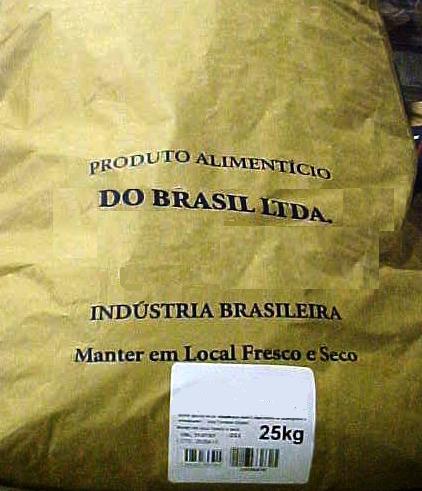 PRODUTO ALIMENTÍCIO
DO BRASIL LTDA.
INDÚSTRIA BRASILEIRA
Manter em Local Fresco e Seco
25kg